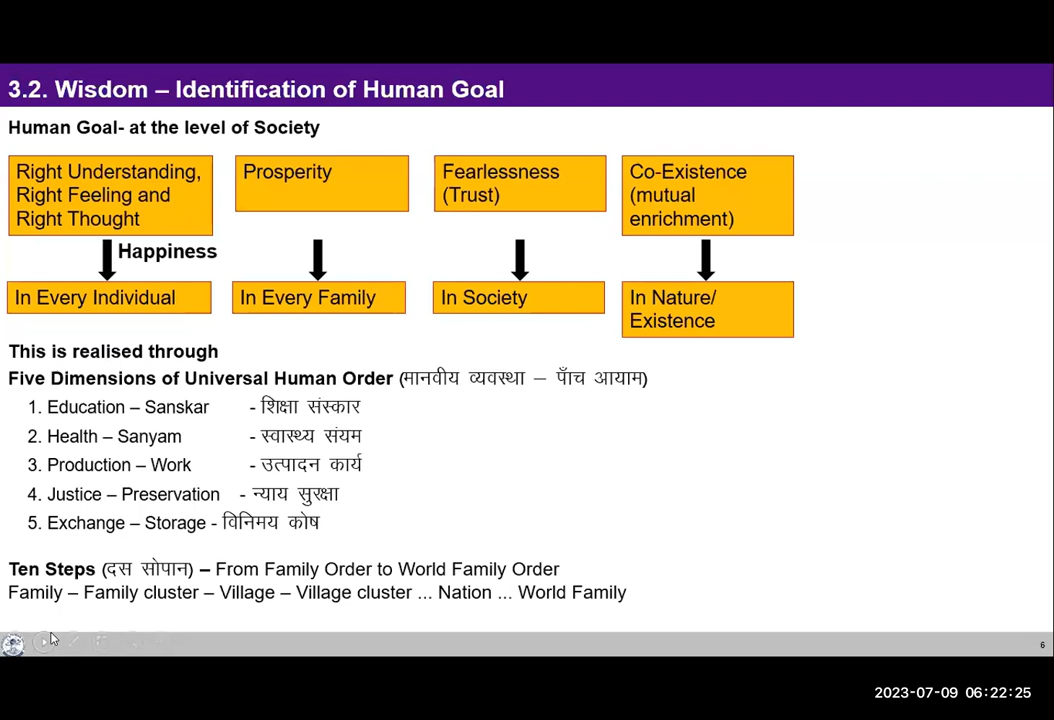 3.2. Wisdom – Identification of Human Goal
Human Goal- at the level of Society
Right Understanding,
Right Feeling and
Right Thought
Prosperity
Fearlessness
(Trust)
Co-Existence
(mutual
enrichment)
Happiness
In Every Individual
In Every Family
In Society
In Nature/
Existence
This is realised through
Five Dimensions of Universal Human Order (मानवीय व्यवस्था – पाँच आयाम)
1. Education – Sanskar - शिक्षा संस्कार
2. Health – Sanyam - स्वास्थ्य संयम
3. Production – Work - उत्पादन कार्य
4. Justice – Preservation - न्याय सुरक्षा
5. Exchange – Storage - विनिमय कोष
Ten Steps (दस सोपान) – From Family Order to World Family Order
Family – Family cluster – Village – Village cluster ... Nation ... World Family
6
2023-07-09 06:22:25